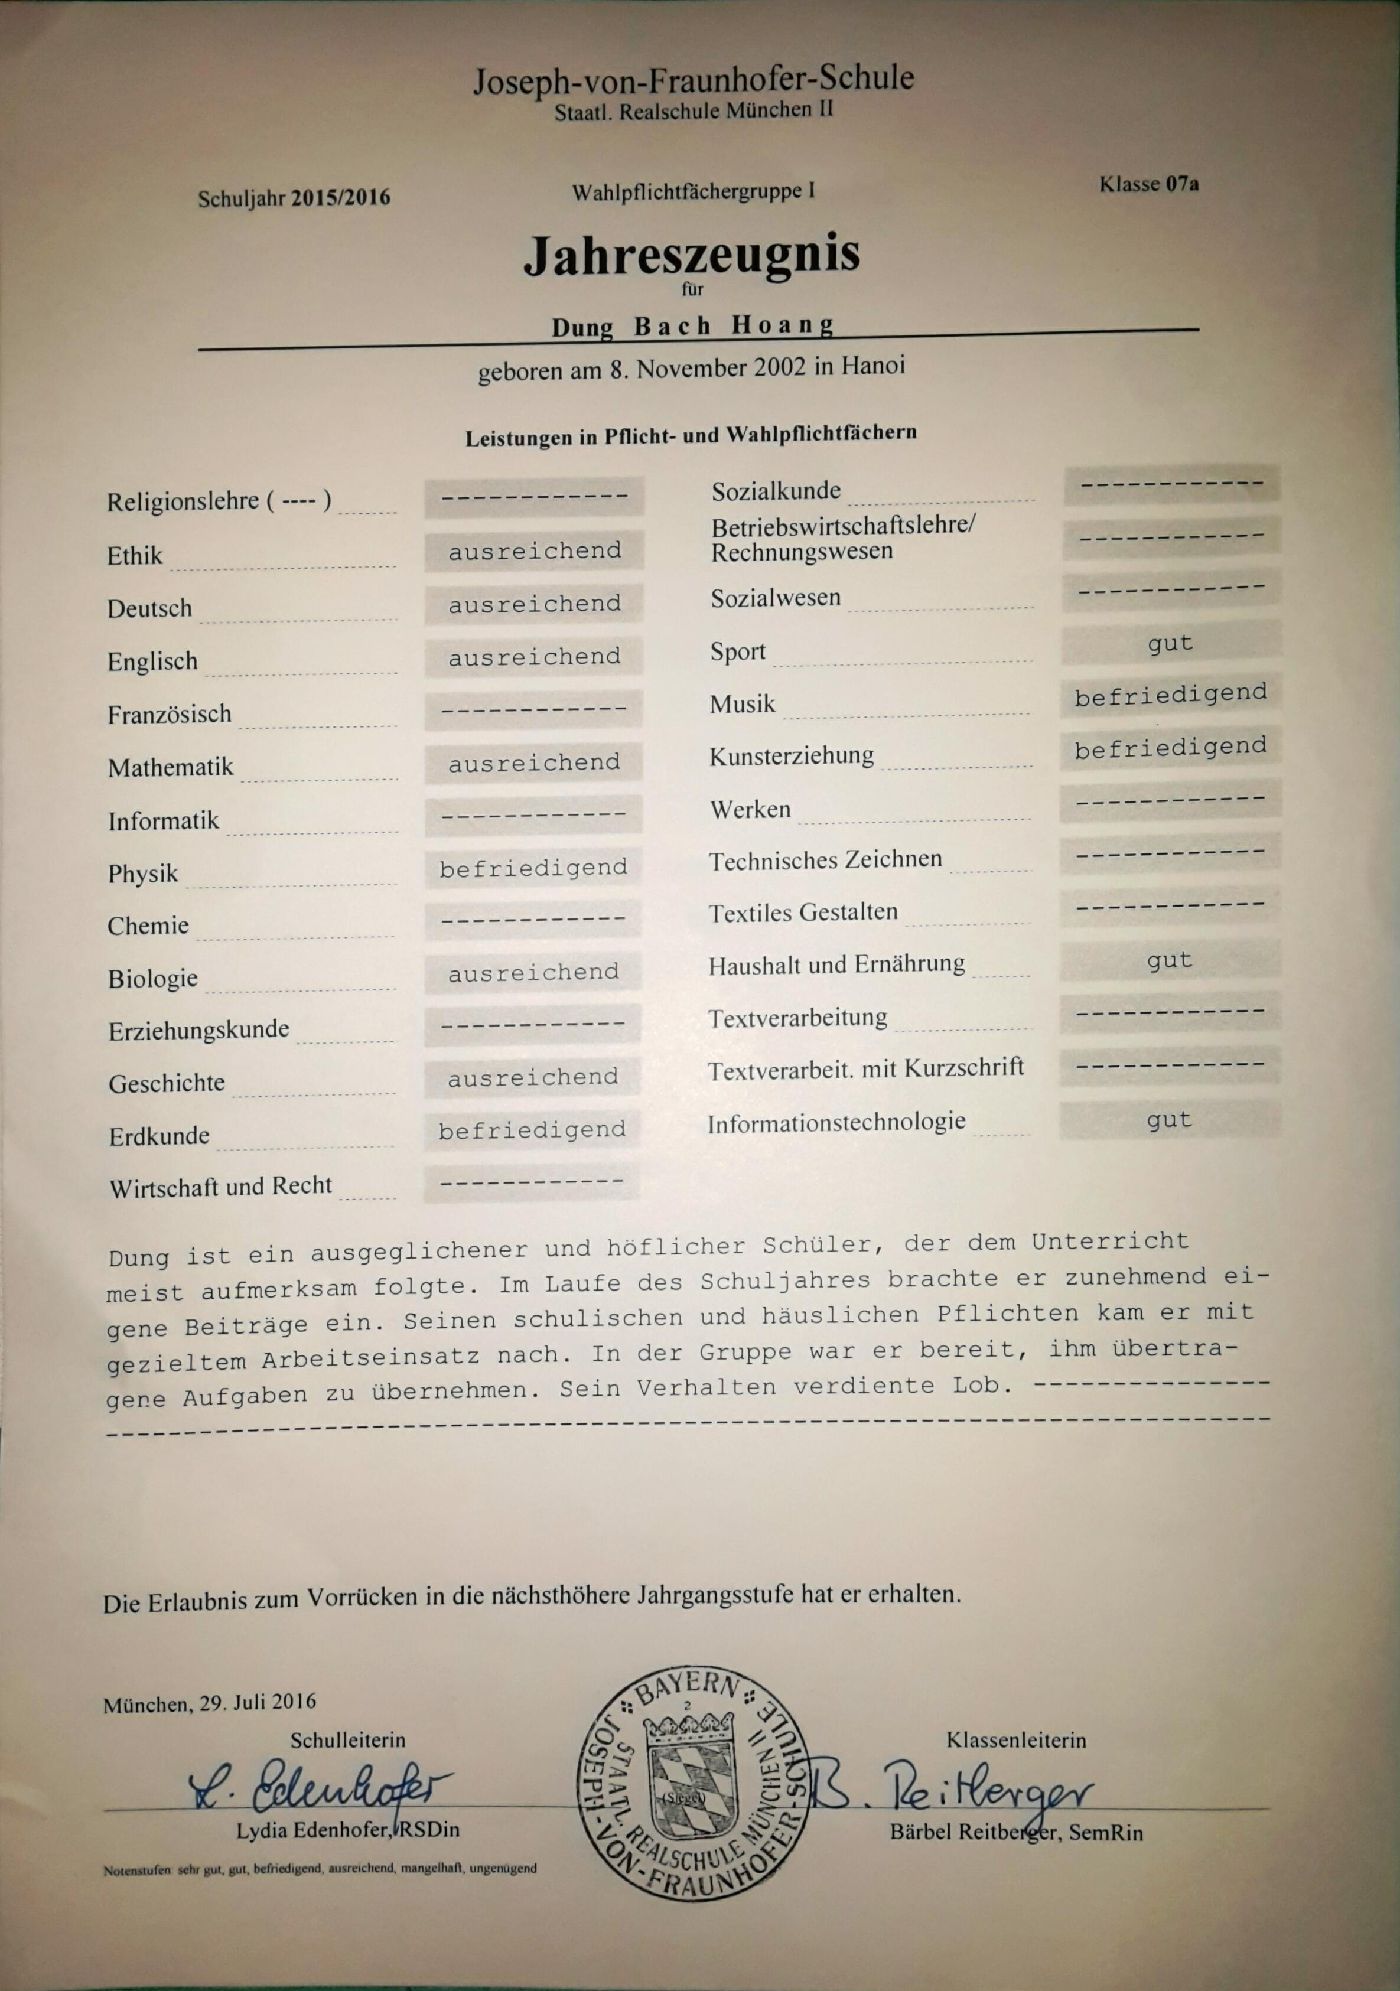 Joseph-von-Fraunhofer-Schule
Staatl. Realschule München II
Schuljahr 2015/2016 Wahlpflichtfächergruppe I Klasse 07a
Jahreszeugnis
für
Dung Bach Hoang
geboren am 8. November 2002 in Hanoi
Leistungen in Pflicht- und Wahlpflichtfächern
Religionslehre ( ---- ) ------------
Ethik ausreichend
Deutsch ausreichend
Englisch ausreichend
Französisch ------------
Mathematik ausreichend
Informatik ------------
Physik befriedigend
Chemie ------------
Biologie ausreichend
Erziehungskunde ------------
Geschichte ausreichend
Erdkunde befriedigend
Wirtschaft und Recht ------------
Sozialkunde ------------
Betriebswirtschaftslehre/
Rechnungswesen ------------
Sozialwesen ------------
Sport gut
Musik befriedigend
Kunsterziehung befriedigend
Werken ------------
Technisches Zeichnen ------------
Textiles Gestalten ------------
Haushalt und Ernährung gut
Textverarbeitung ------------
Textverarbeit. mit Kurzschrift ------------
Informationstechnologie gut
Dung ist ein ausgeglichener und höflicher Schüler, der dem Unterricht
meist aufmerksam folgte. Im Laufe des Schuljahres brachte er zunehmend ei-
gene Beiträge ein. Seinen schulischen und häuslichen Pflichten kam er mit
gezieltem Arbeitseinsatz nach. In der Gruppe war er bereit, ihm übertra-
gene Aufgaben zu übernehmen. Sein Verhalten verdiente Lob. ---------------
---------------------------------------------------------------------------
Die Erlaubnis zum Vorrücken in die nächsthöhere Jahrgangsstufe hat er erhalten.
München, 29. Juli 2016
Schulleiterin
L. Edenhofer
Lydia Edenhofer, RSDin
BAYERN
2
JOSEPH-VON-FRAUNHOFER-SCHULE
STAATL. REALSCHULE MÜNCHEN II
(Siegel)
Klassenleiterin
B. Reitberger
Bärbel Reitberger, SemRin
Notenstufen sehr gut, gut, befriedigend, ausreichend, mangelhaft, ungenügend